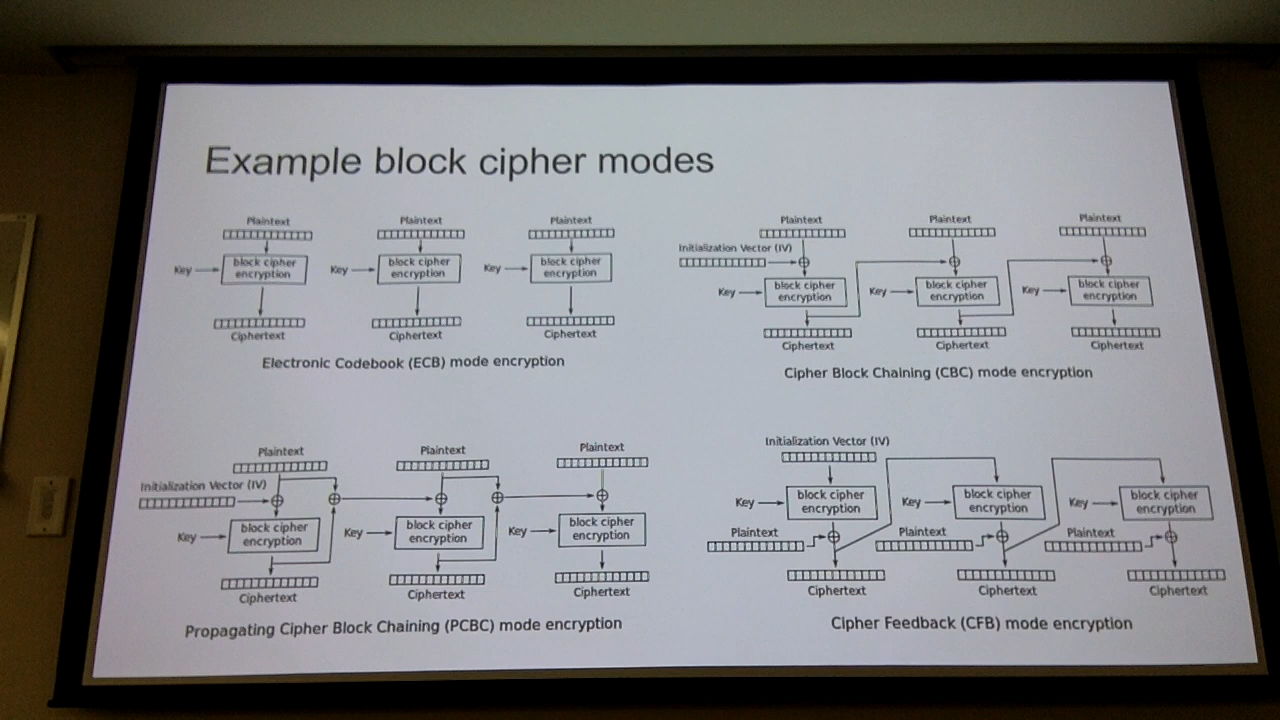 Example block cipher modes
Plaintext Plaintext Plaintext
Key block cipher encryption Key block cipher encryption Key block cipher encryption
Ciphertext Ciphertext Ciphertext
Electronic Codebook (ECB) mode encryption
Plaintext Plaintext Plaintext
Initialization Vector (IV)
Key block cipher encryption Key block cipher encryption Key block cipher encryption
Ciphertext Ciphertext Ciphertext
Cipher Block Chaining (CBC) mode encryption
Plaintext Plaintext Plaintext
Initialization Vector (IV)
Key block cipher encryption Key block cipher encryption Key block cipher encryption
Ciphertext Ciphertext Ciphertext
Propagating Cipher Block Chaining (PCBC) mode encryption
Initialization Vector (IV)
Key block cipher encryption Key block cipher encryption Key block cipher encryption
Plaintext Plaintext Plaintext
Ciphertext Ciphertext Ciphertext
Cipher Feedback (CFB) mode encryption